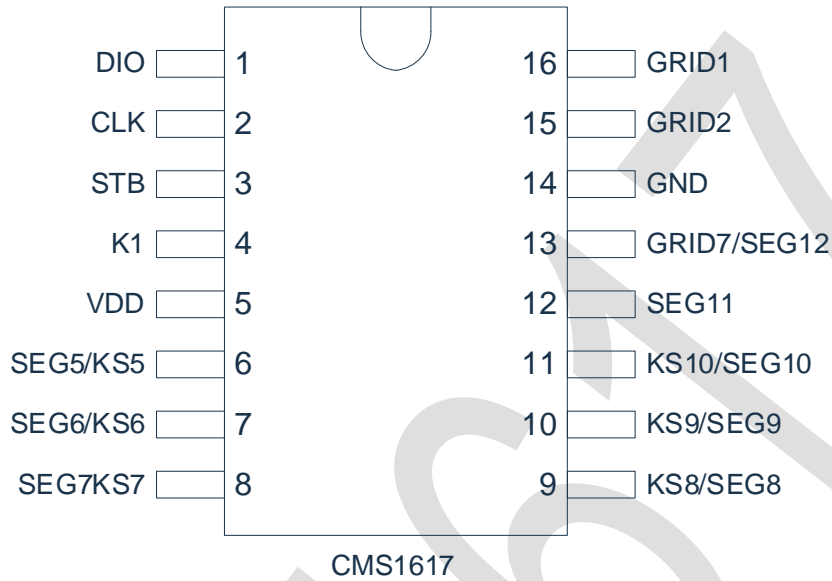 DIO 1 16 GRID1
CLK 2 15 GRID2
STB 3 14 GND
K1 4 13 GRID7/SEG12
VDD 5 12 SEG11
SEG5/KS5 6 11 KS10/SEG10
SEG6/KS6 7 10 KS9/SEG9
SEG7KS7 8 9 KS8/SEG8
CMS1617